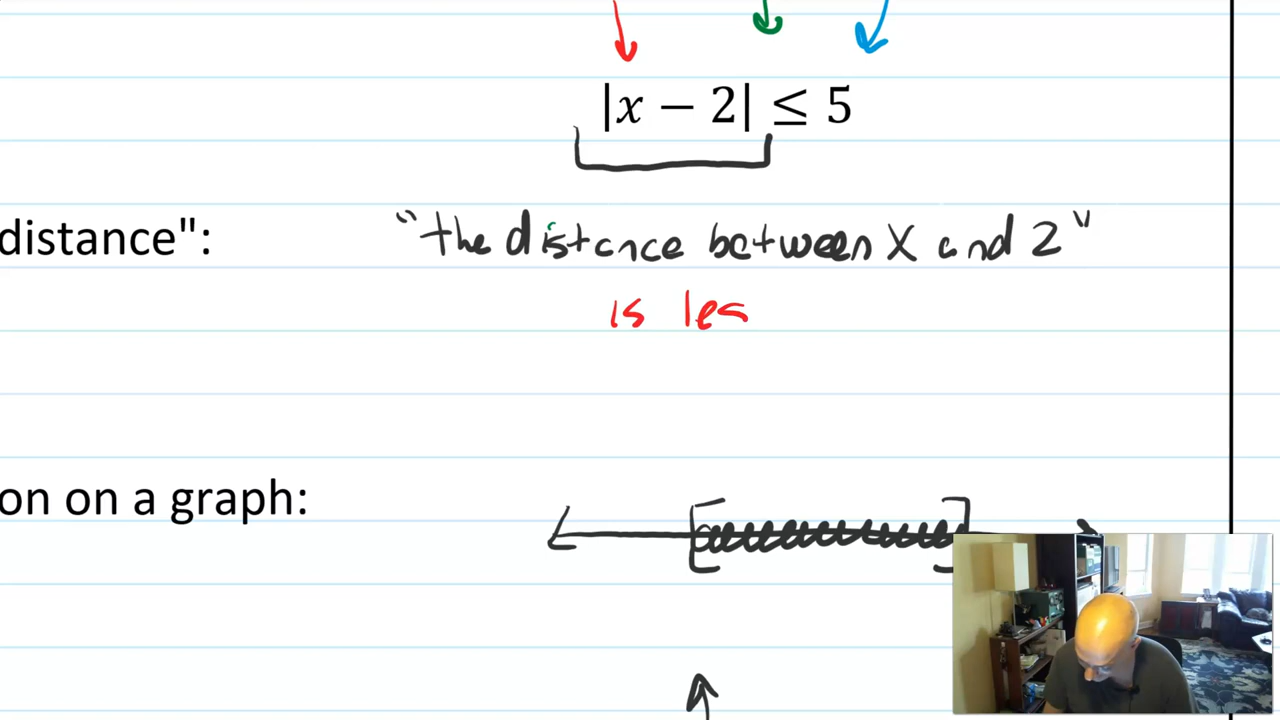 |x − 2| ≤ 5
distance": "the distance between x and 2"
is les
on on a graph: